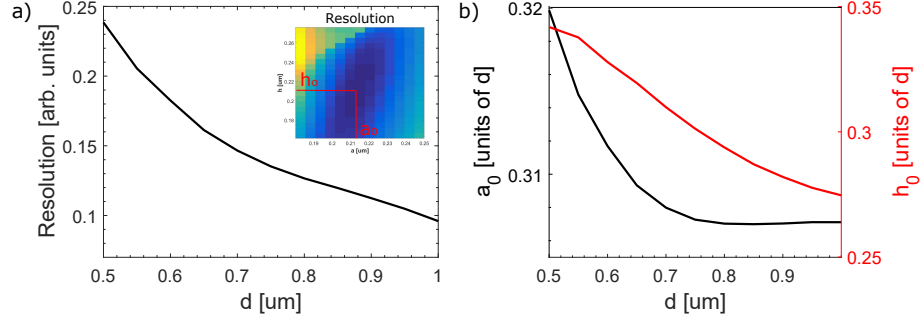 a)
Resolution [arb. units]
0.25
0.2
0.15
0.1
0.5
0.6
0.7
0.8
0.9
1
d [um]
Resolution
h [um]
0.26
0.24
0.22
0.2
0.18
0.18
0.19
0.20
0.21
0.22
0.23
0.24
0.25
a [um]
h₀
a₀
b)
a₀ [units of d]
0.32
0.31
0.5
0.6
0.7
0.8
0.9
d [um]
0.35
0.3
0.25
h₀ [units of d]